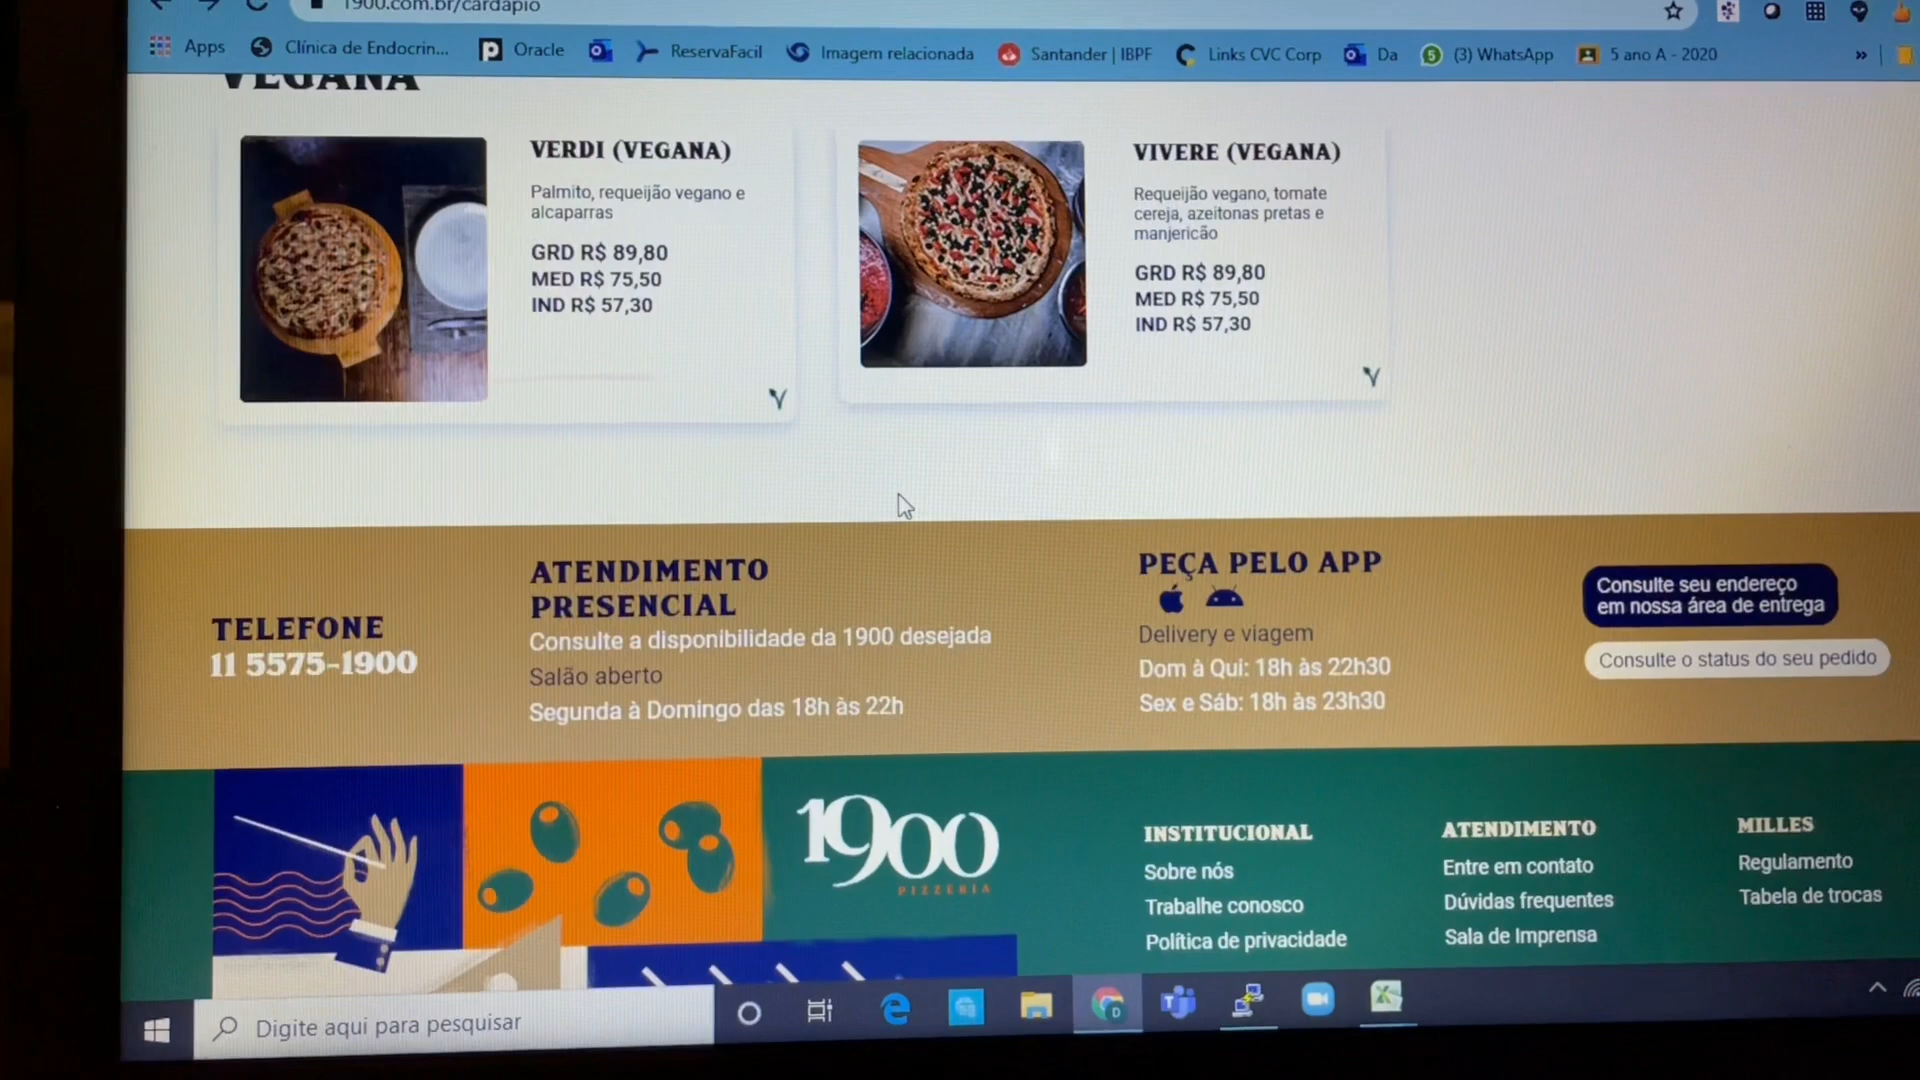 1900.com.br/cardapio
Apps
Clínica de Endocrin...
Oracle
ReservaFacil
Imagem relacionada
Santander | IBPF
Links CVC Corp
Da
(3) WhatsApp
5 ano A - 2020
»
VEGANA
VERDI (VEGANA)
Palmito, requeijão vegano e
alcaparras
GRD R$ 89,80
MED R$ 75,50
IND R$ 57,30
VIVERE (VEGANA)
Requeijão vegano, tomate
cereja, azeitonas pretas e
manjericão
GRD R$ 89,80
MED R$ 75,50
IND R$ 57,30
TELEFONE
11 5575-1900
ATENDIMENTO
PRESENCIAL
Consulte a disponibilidade da 1900 desejada
Salão aberto
Segunda à Domingo das 18h às 22h
PEÇA PELO APP
Delivery e viagem
Dom à Qui: 18h às 22h30
Sex e Sáb: 18h às 23h30
Consulte seu endereço
em nossa área de entrega
Consulte o status do seu pedido
1900
PIZZERIA
INSTITUCIONAL
Sobre nós
Trabalhe conosco
Política de privacidade
ATENDIMENTO
Entre em contato
Dúvidas frequentes
Sala de Imprensa
MILLES
Regulamento
Tabela de trocas
Digite aqui para pesquisar